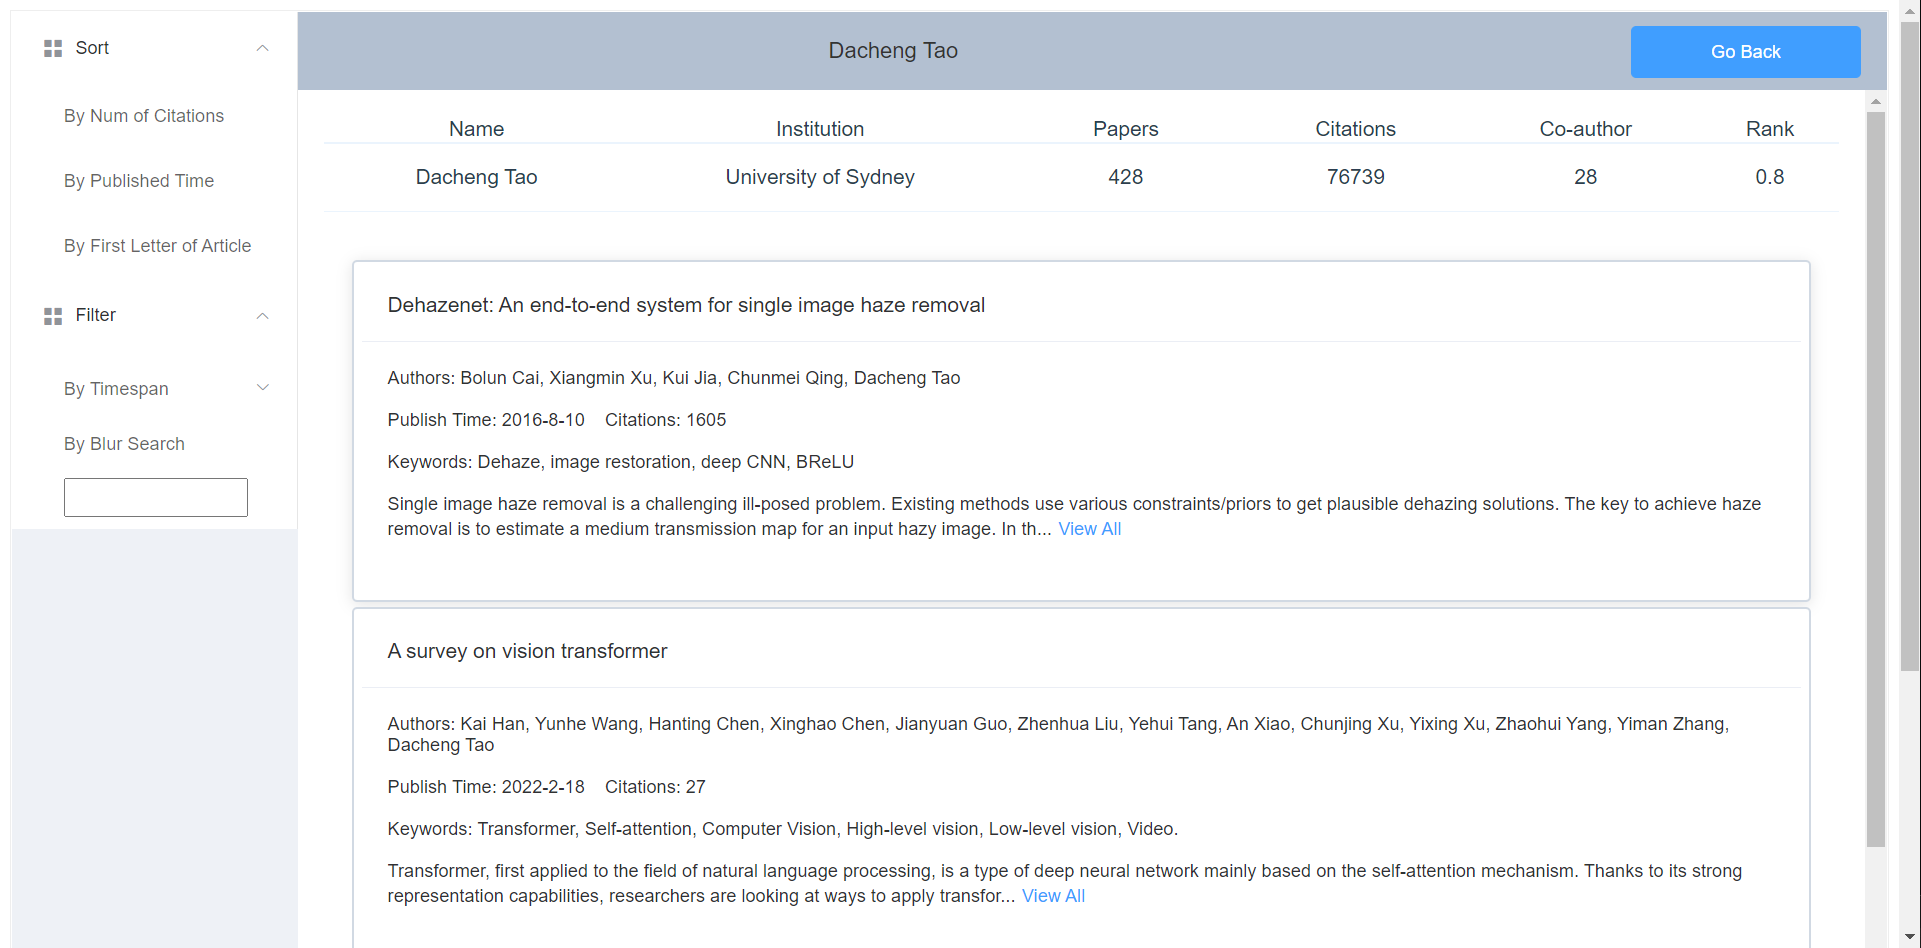 Sort
By Num of Citations
By Published Time
By First Letter of Article
Filter
By Timespan
By Blur Search
Dacheng Tao
Go Back
Name Institution Papers Citations Co-author Rank
Dacheng Tao University of Sydney 428 76739 28 0.8
Dehazenet: An end-to-end system for single image haze removal
Authors: Bolun Cai, Xiangmin Xu, Kui Jia, Chunmei Qing, Dacheng Tao
Publish Time: 2016-8-10 Citations: 1605
Keywords: Dehaze, image restoration, deep CNN, BReLU
Single image haze removal is a challenging ill-posed problem. Existing methods use various constraints/priors to get plausible dehazing solutions. The key to achieve haze
removal is to estimate a medium transmission map for an input hazy image. In th... View All
A survey on vision transformer
Authors: Kai Han, Yunhe Wang, Hanting Chen, Xinghao Chen, Jianyuan Guo, Zhenhua Liu, Yehui Tang, An Xiao, Chunjing Xu, Yixing Xu, Zhaohui Yang, Yiman Zhang,
Dacheng Tao
Publish Time: 2022-2-18 Citations: 27
Keywords: Transformer, Self-attention, Computer Vision, High-level vision, Low-level vision, Video.
Transformer, first applied to the field of natural language processing, is a type of deep neural network mainly based on the self-attention mechanism. Thanks to its strong
representation capabilities, researchers are looking at ways to apply transfor... View All